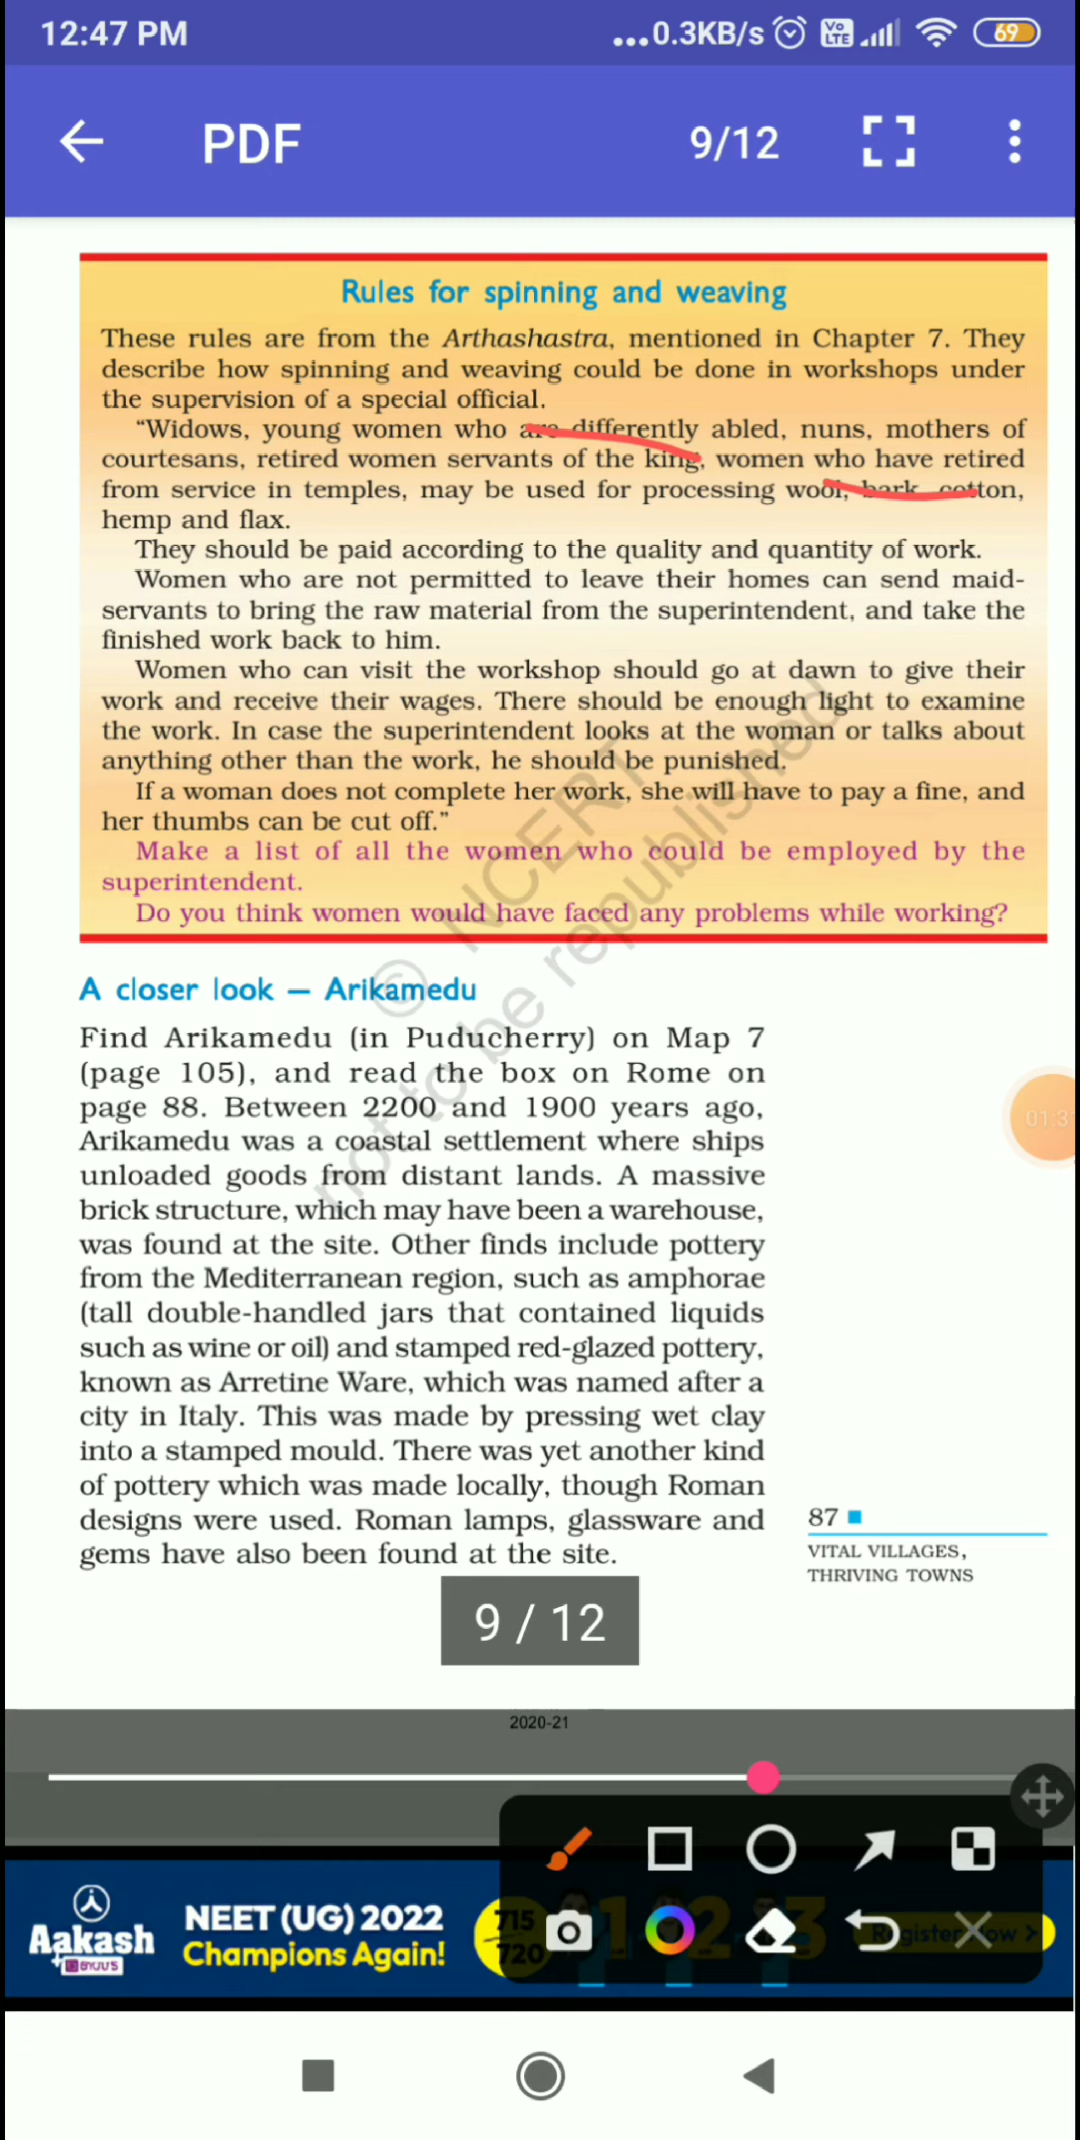 12:47 PM
...0.3KB/s Vo LTE 69
PDF 9/12
Rules for spinning and weaving
These rules are from the Arthashastra, mentioned in Chapter 7. They
describe how spinning and weaving could be done in workshops under
the supervision of a special official.
“Widows, young women who are differently abled, nuns, mothers of
courtesans, retired women servants of the king, women who have retired
from service in temples, may be used for processing wool, bark, cotton,
hemp and flax.
They should be paid according to the quality and quantity of work.
Women who are not permitted to leave their homes can send maid-
servants to bring the raw material from the superintendent, and take the
finished work back to him.
Women who can visit the workshop should go at dawn to give their
work and receive their wages. There should be enough light to examine
the work. In case the superintendent looks at the woman or talks about
anything other than the work, he should be punished.
If a woman does not complete her work, she will have to pay a fine, and
her thumbs can be cut off.”
Make a list of all the women who could be employed by the
superintendent.
Do you think women would have faced any problems while working?
© NCERT
not to be republished
A closer look — Arikamedu
Find Arikamedu (in Puducherry) on Map 7
(page 105), and read the box on Rome on
page 88. Between 2200 and 1900 years ago,
Arikamedu was a coastal settlement where ships
unloaded goods from distant lands. A massive
brick structure, which may have been a warehouse,
was found at the site. Other finds include pottery
from the Mediterranean region, such as amphorae
(tall double-handled jars that contained liquids
such as wine or oil) and stamped red-glazed pottery,
known as Arretine Ware, which was named after a
city in Italy. This was made by pressing wet clay
into a stamped mould. There was yet another kind
of pottery which was made locally, though Roman
designs were used. Roman lamps, glassware and
gems have also been found at the site.
01:3
87
VITAL VILLAGES,
THRIVING TOWNS
9 / 12
2020-21
Aakash
BYJU'S
NEET (UG) 2022
Champions Again!
715
720
1 2 3
Register Now >